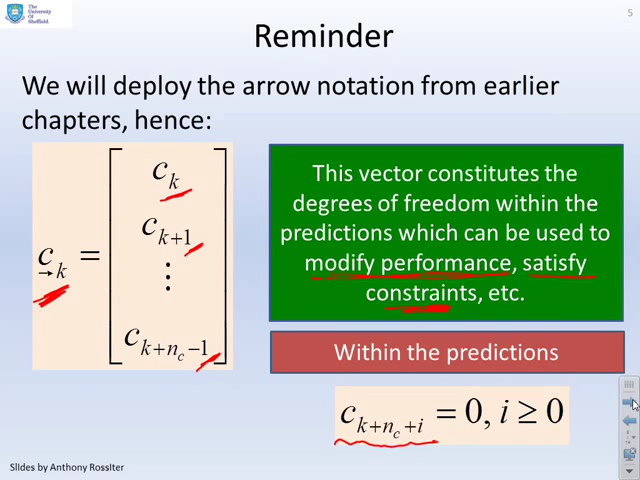 The
University
Of
Sheffield.
5
Reminder
We will deploy the arrow notation from earlier
chapters, hence:
c→k = [ c_k
c_{k+1}
⋮
c_{k+n_c−1} ]
This vector constitutes the
degrees of freedom within the
predictions which can be used to
modify performance, satisfy
constraints, etc.
Within the predictions
c_{k+n_c+i} = 0, i ≥ 0
Slides by Anthony Rossiter